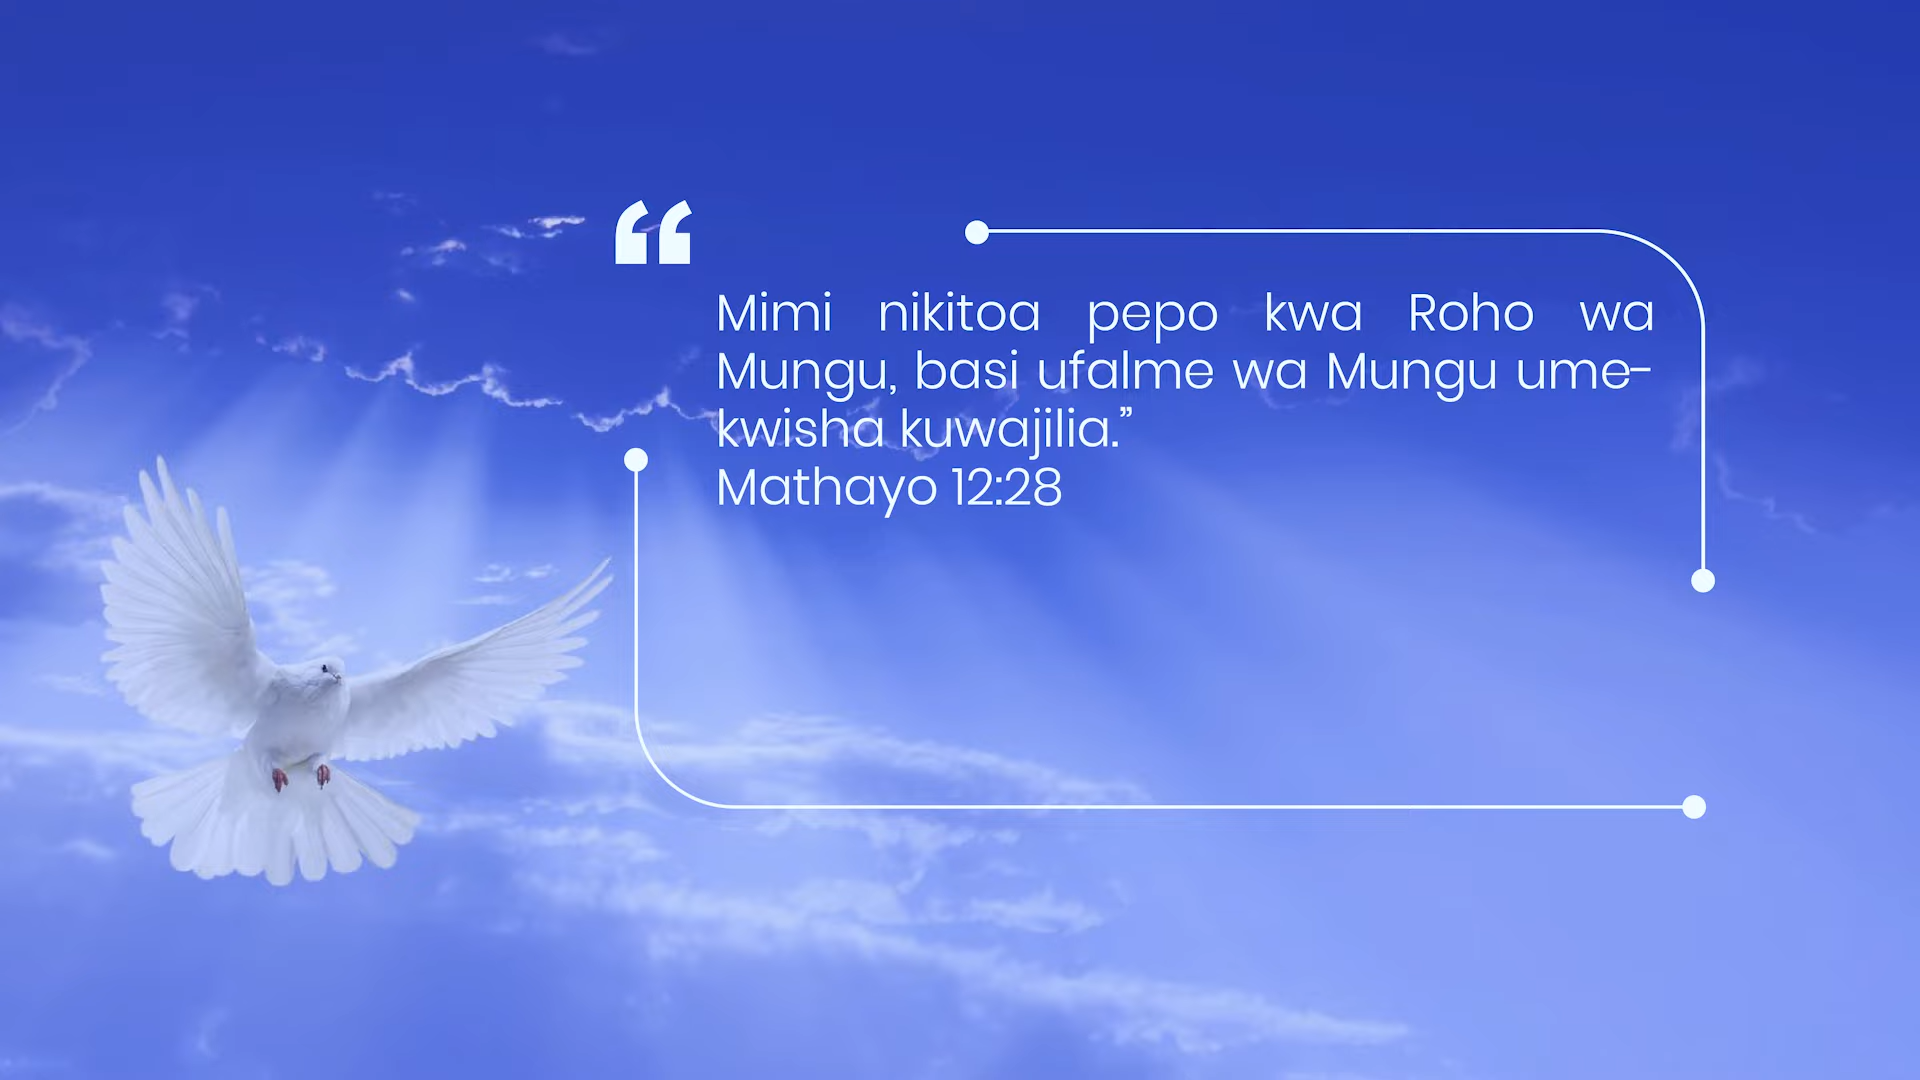 “
Mimi nikitoa pepo kwa Roho wa
Mungu, basi ufalme wa Mungu ume-
kwisha kuwajilia.”
Mathayo 12:28